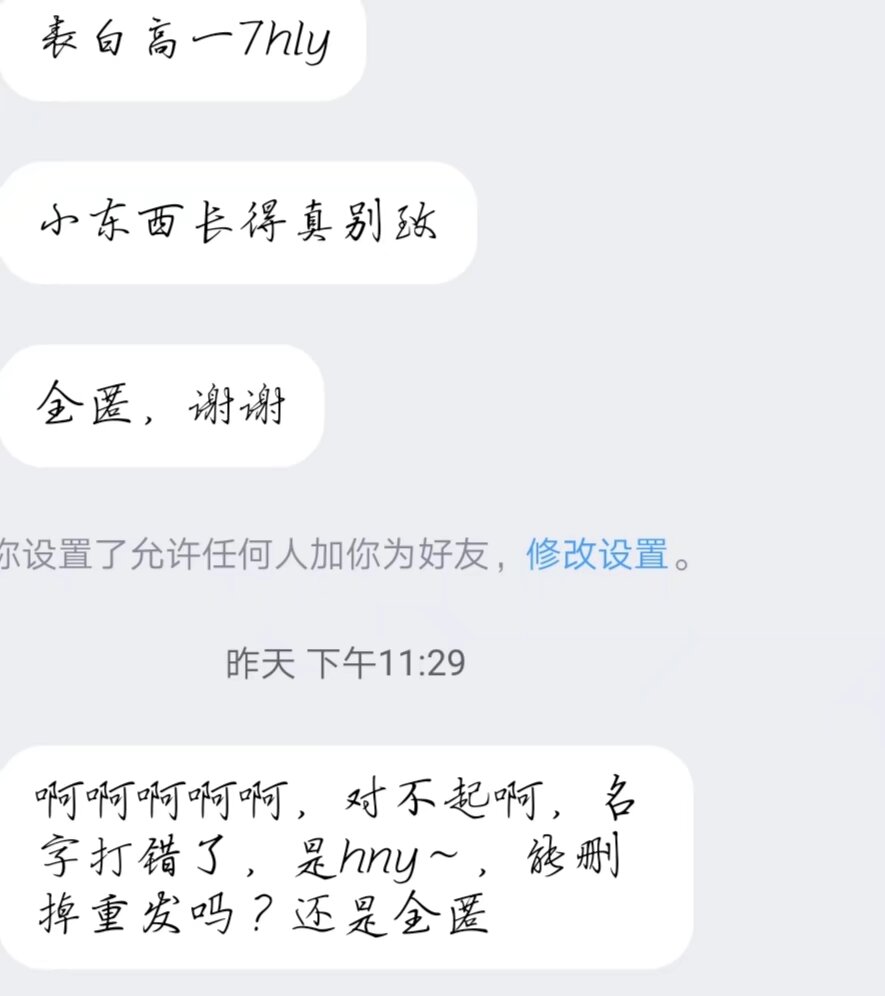 表白高一7hly
小东西长得真别致
全匿，谢谢
你设置了允许任何人加你为好友，修改设置。
昨天 下午11:29
啊啊啊啊啊，对不起啊，名
字打错了，是hny~，能删
掉重发吗？还是全匿